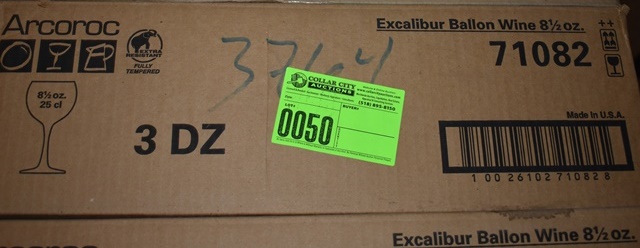 Arcoroc
Excalibur Ballon Wine 8½ oz.
71082
EXTRA
RESISTANT
FULLY
TEMPERED
8½ oz.
25 cl
3 DZ
COLLAR CITY
AUCTIONS
(518) 895-8150
LOT:
BUYER:
0050
Made in U.S.A.
1 00 26102 71082 8
Excalibur Ballon Wine 8½ oz.